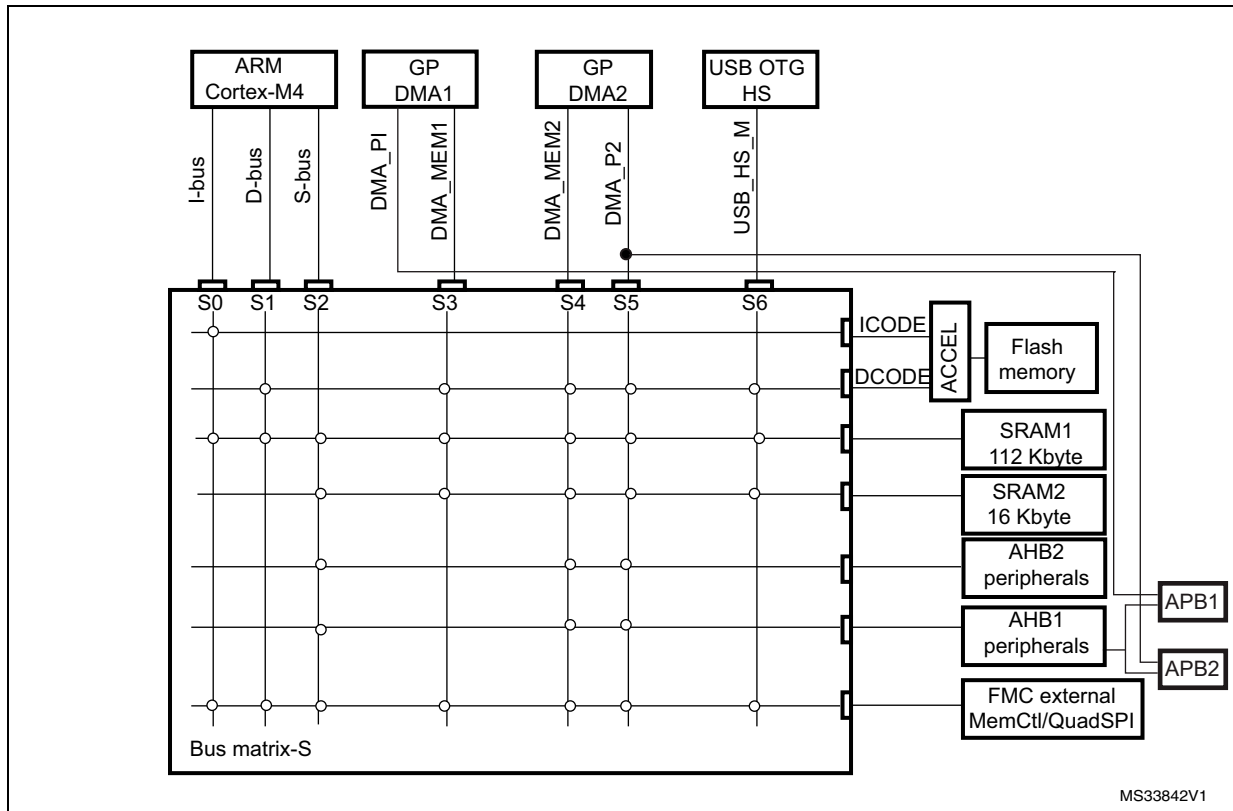 ARM
Cortex-M4
GP
DMA1
GP
DMA2
USB OTG
HS
I-bus
D-bus
S-bus
DMA_PI
DMA_MEM1
DMA_MEM2
DMA_P2
USB_HS_M
S0
S1
S2
S3
S4
S5
S6
ICODE
DCODE
ACCEL
Flash
memory
SRAM1
112 Kbyte
SRAM2
16 Kbyte
AHB2
peripherals
AHB1
peripherals
APB1
APB2
FMC external
MemCtl/QuadSPI
Bus matrix-S
MS33842V1